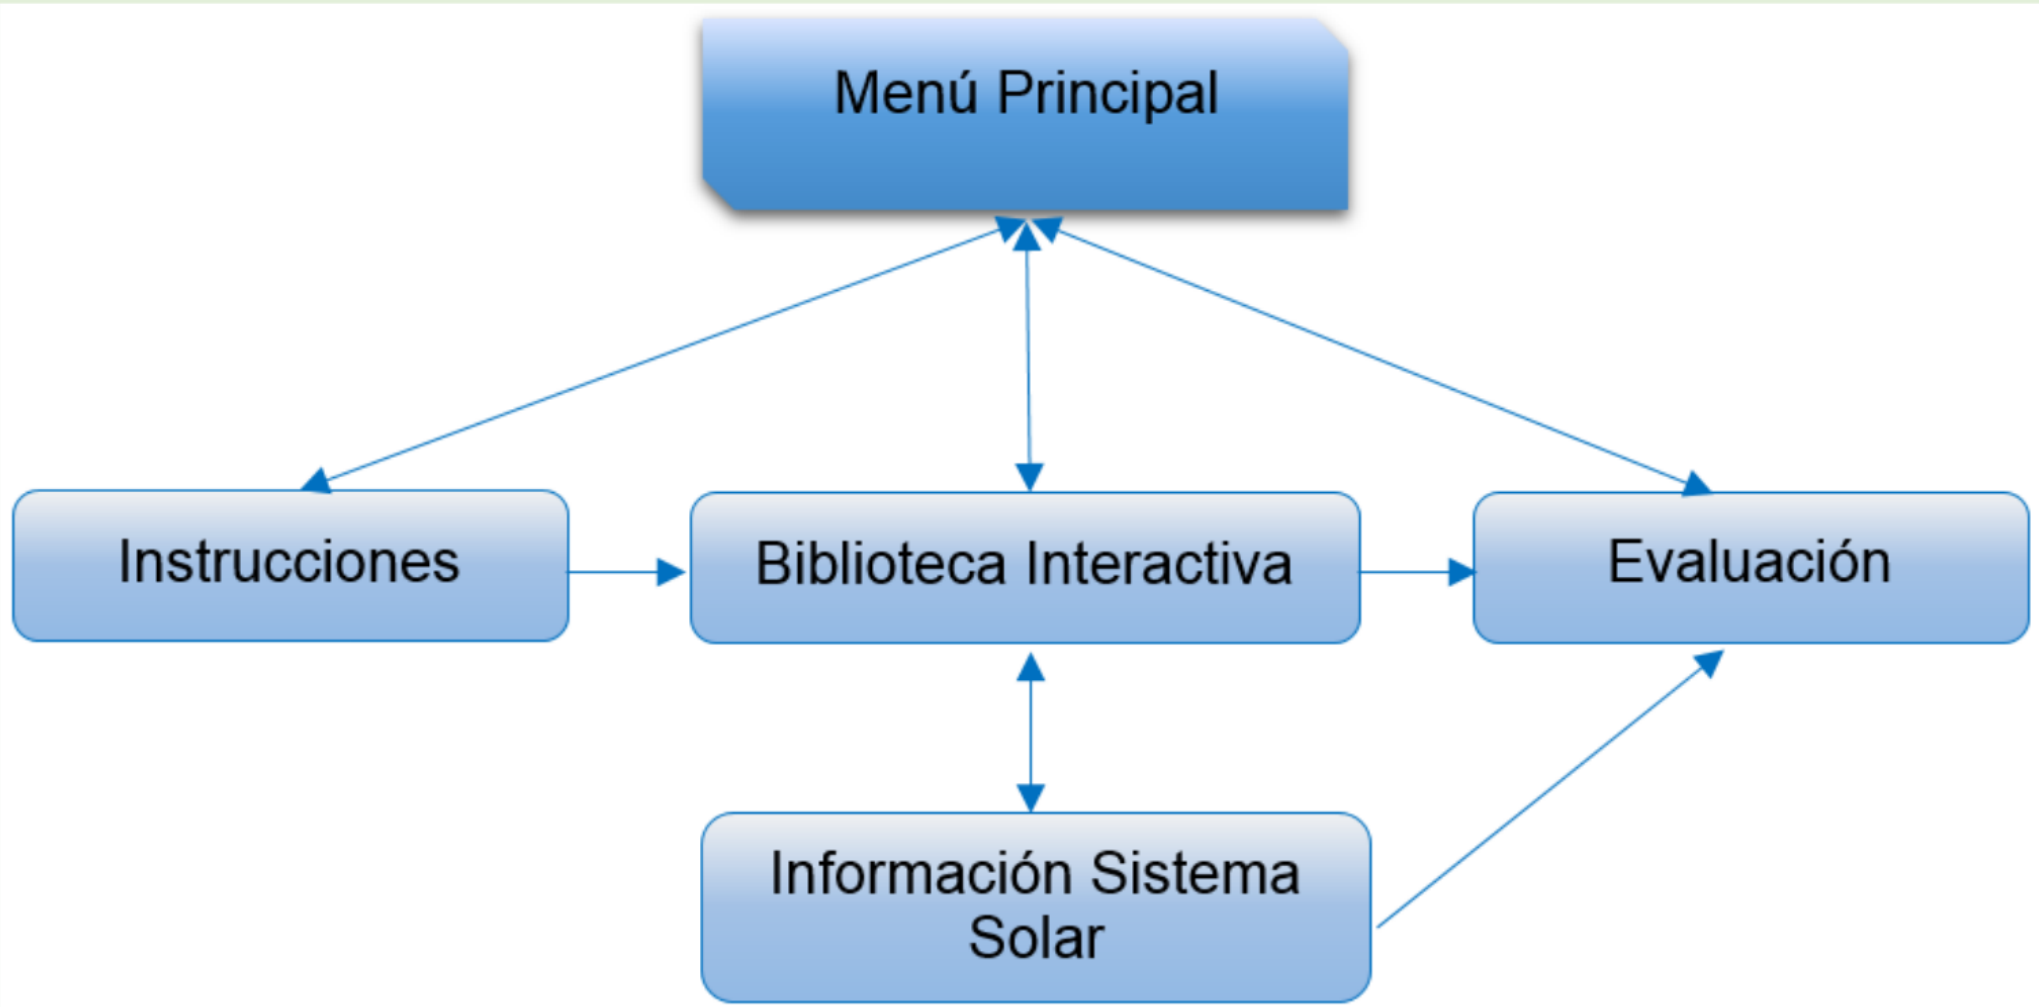 Menú Principal
Instrucciones
Biblioteca Interactiva
Evaluación
Información Sistema
Solar